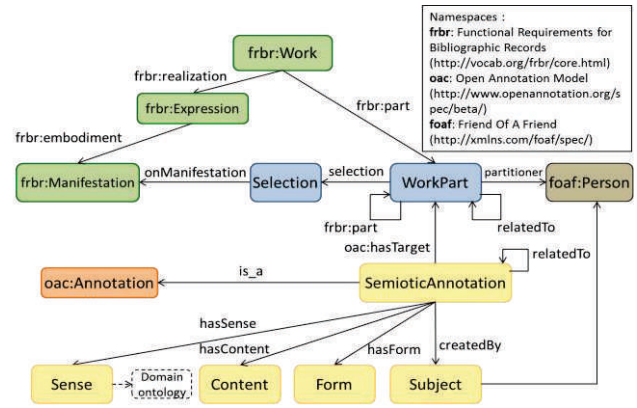 Namespaces :
frbr: Functional Requirements for
Bibliographic Records
(http://vocab.org/frbr/core.html)
oac: Open Annotation Model
(http://www.openannotation.org/s
pec/beta/)
foaf: Friend Of A Friend
(http://xmlns.com/foaf/spec/)
frbr:Work
frbr:realization
frbr:Expression
frbr:part
frbr:embodiment
frbr:Manifestation
onManifestation
Selection
selection
WorkPart
partitioner
foaf:Person
frbr:part
relatedTo
oac:hasTarget
relatedTo
oac:Annotation
is_a
SemioticAnnotation
hasSense
hasContent
hasForm
createdBy
Sense
Domain
ontology
Content
Form
Subject